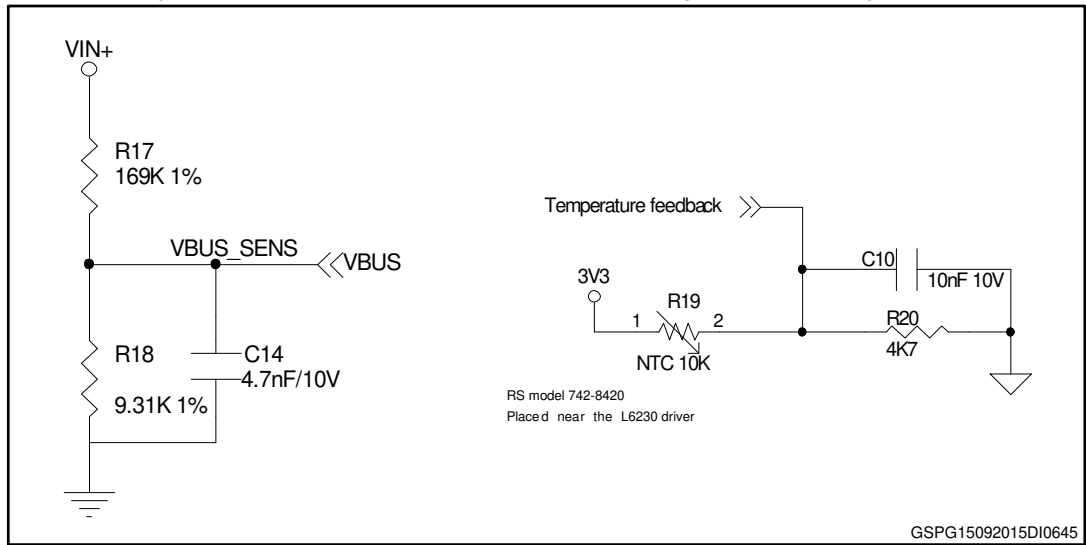 VIN+
R17
169K 1%
VBUS_SENS
VBUS
R18
9.31K 1%
C14
4.7nF/10V
Temperature feedback
3V3
R19
1
2
NTC 10K
C10
10nF 10V
R20
4K7
RS model 742-8420
Placed near the L6230 driver
GSPG15092015DI0645